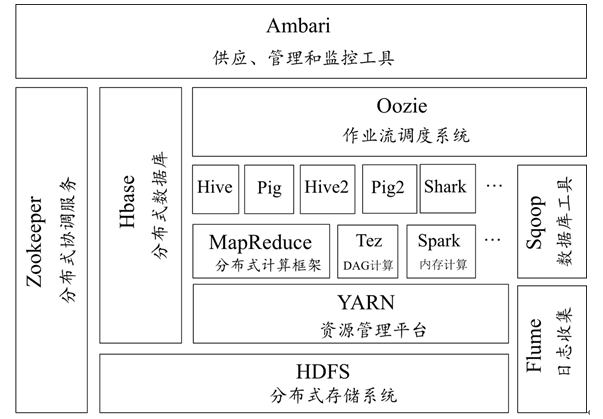 Ambari
供应、管理和监控工具
Zookeeper
分布式协调服务
Hbase
分布式数据库
Oozie
作业流调度系统
Hive
Pig
Hive2
Pig2
Shark
…
Sqoop
数据库工具
MapReduce
分布式计算框架
Tez
DAG计算
Spark
内存计算
…
YARN
资源管理平台
Flume
日志收集
HDFS
分布式存储系统